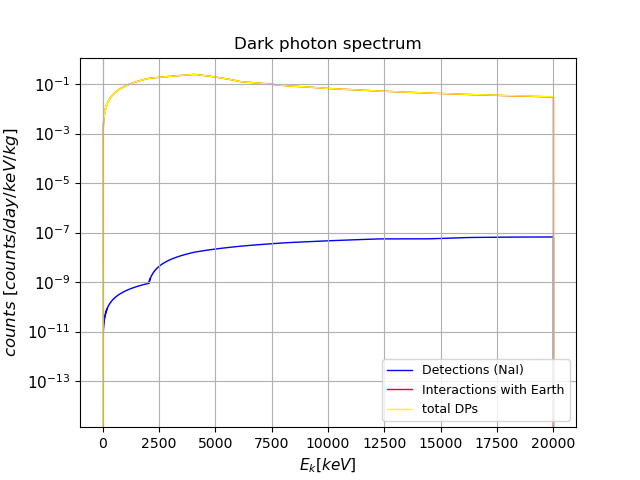 Dark photon spectrum
counts [counts/day/keV/kg]
10⁻¹
10⁻³
10⁻⁵
10⁻⁷
10⁻⁹
10⁻¹¹
10⁻¹³
Detections (NaI)
Interactions with Earth
total DPs
0 2500 5000 7500 10000 12500 15000 17500 20000
Eₖ[keV]